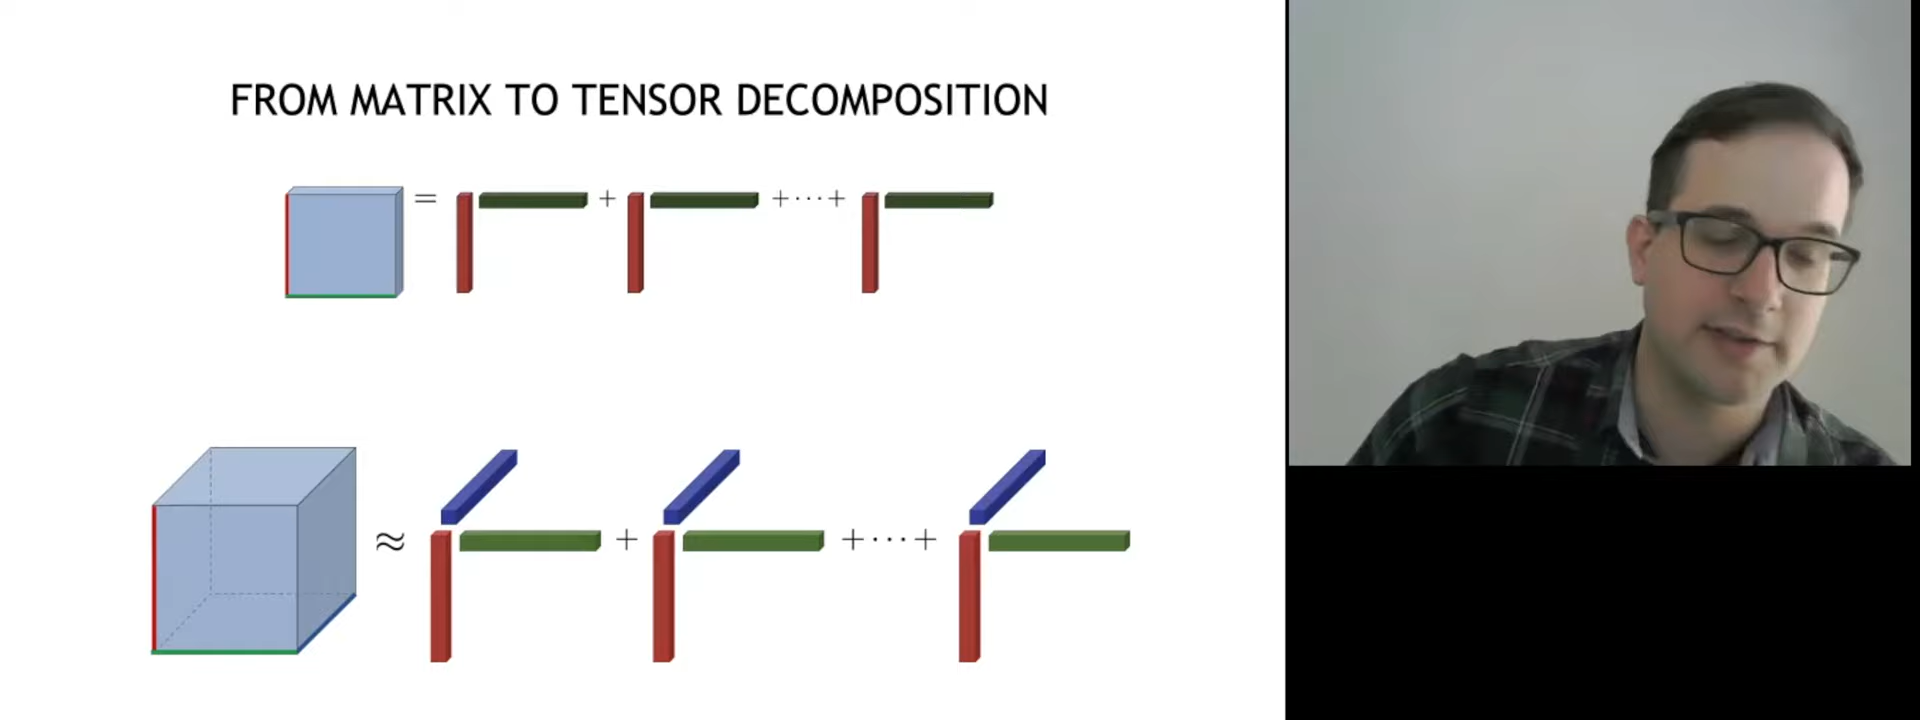 FROM MATRIX TO TENSOR DECOMPOSITION
= + +···+
≈ + +···+